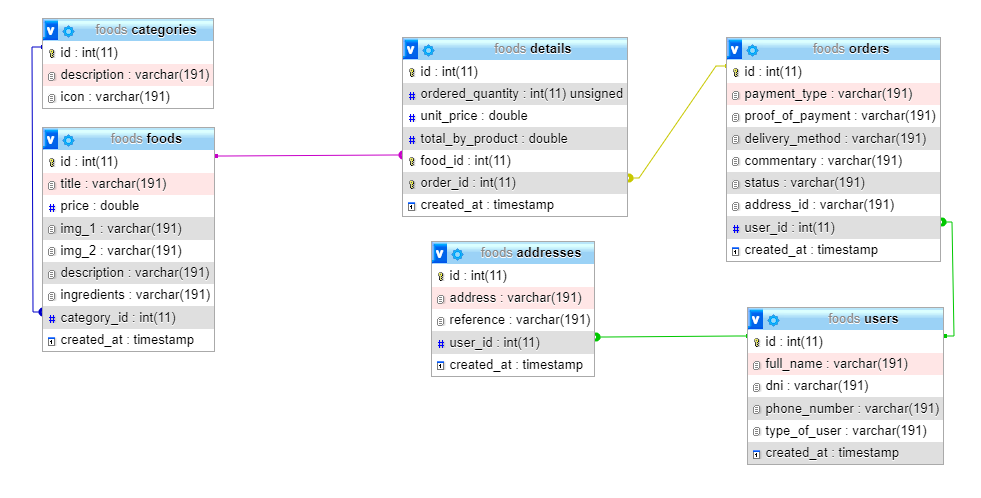 foods categories
id : int(11)
description : varchar(191)
icon : varchar(191)
foods foods
id : int(11)
title : varchar(191)
price : double
img_1 : varchar(191)
img_2 : varchar(191)
description : varchar(191)
ingredients : varchar(191)
category_id : int(11)
created_at : timestamp
foods details
id : int(11)
ordered_quantity : int(11) unsigned
unit_price : double
total_by_product : double
food_id : int(11)
order_id : int(11)
created_at : timestamp
foods addresses
id : int(11)
address : varchar(191)
reference : varchar(191)
user_id : int(11)
created_at : timestamp
foods orders
id : int(11)
payment_type : varchar(191)
proof_of_payment : varchar(191)
delivery_method : varchar(191)
commentary : varchar(191)
status : varchar(191)
address_id : varchar(191)
user_id : int(11)
created_at : timestamp
foods users
id : int(11)
full_name : varchar(191)
dni : varchar(191)
phone_number : varchar(191)
type_of_user : varchar(191)
created_at : timestamp